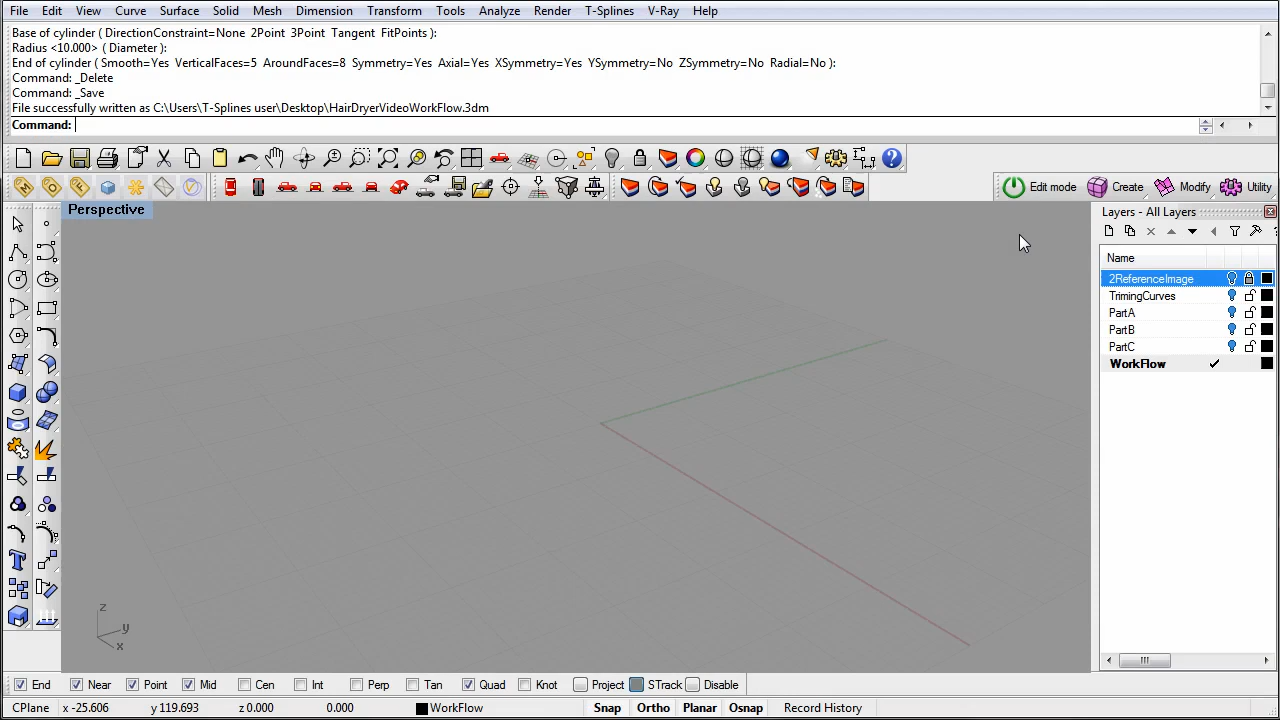 File Edit View Curve Surface Solid Mesh Dimension Transform Tools Analyze Render T-Splines V-Ray Help
Base of cylinder ( DirectionConstraint=None 2Point 3Point Tangent FitPoints ):
Radius <10.000> ( Diameter ):
End of cylinder ( Smooth=Yes VerticalFaces=5 AroundFaces=8 Symmetry=Yes Axial=Yes XSymmetry=Yes YSymmetry=No ZSymmetry=No Radial=No ):
Command: _Delete
Command: _Save
File successfully written as C:\Users\T-Splines user\Desktop\HairDryerVideoWorkFlow.3dm
Command:
Edit mode Create Modify Utility
Perspective
Layers - All Layers
Name
2ReferenceImage
TrimingCurves
PartA
PartB
PartC
WorkFlow
z
y
x
End Near Point Mid Cen Int Perp Tan Quad Knot Project STrack Disable
CPlane x -25.606 y 119.693 z 0.000 0.000 WorkFlow Snap Ortho Planar Osnap Record History